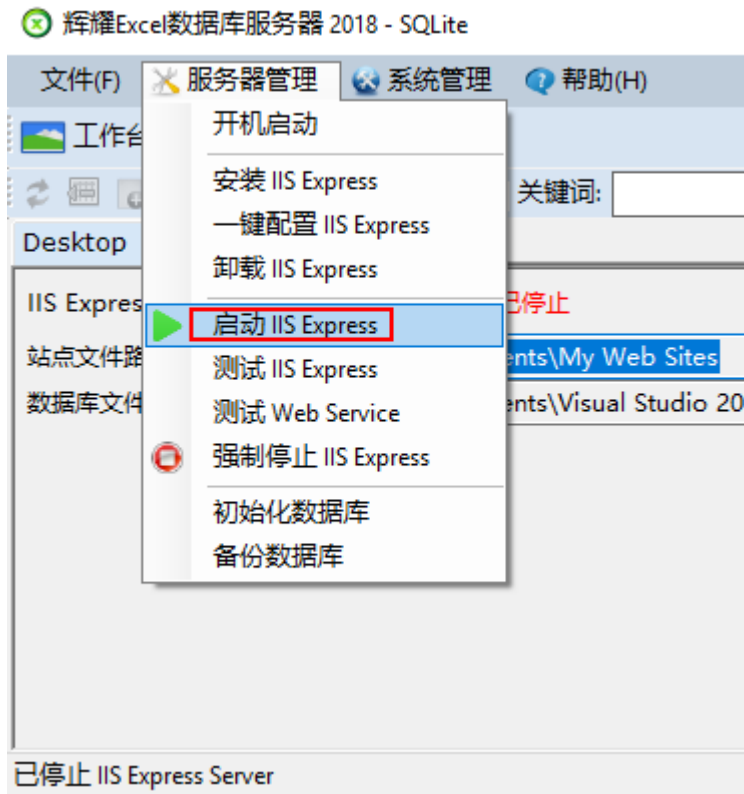 辉耀Excel数据库服务器 2018 - SQLite
文件(F) 服务器管理 系统管理 帮助(H)
工作台
开机启动
安装 IIS Express
关键词:
一键配置 IIS Express
Desktop
卸载 IIS Express
IIS Expres
已停止
启动 IIS Express
站点文件路
ents\My Web Sites
测试 IIS Express
数据库文件
ents\Visual Studio 20
测试 Web Service
强制停止 IIS Express
初始化数据库
备份数据库
已停止 IIS Express Server